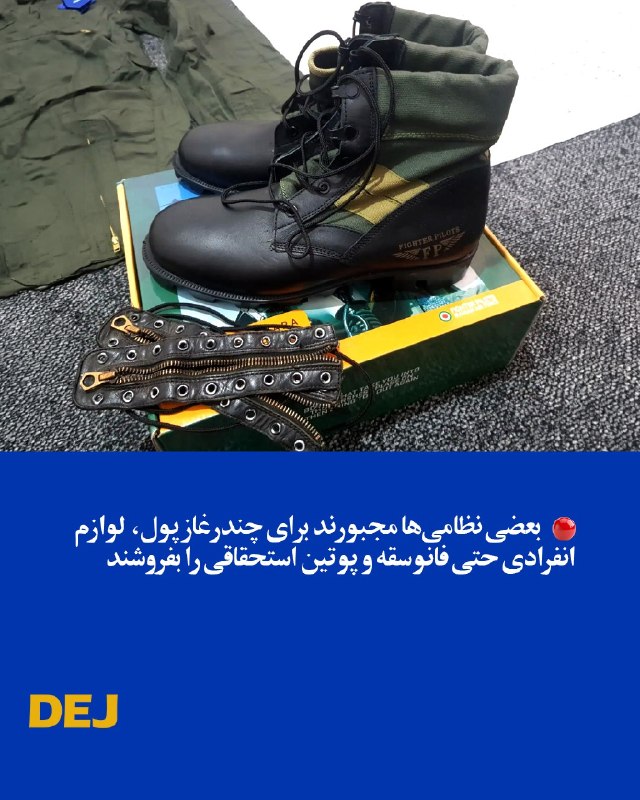 FIGHTER PILOTS
FP
بعضی نظامی‌ها مجبورند برای چندرغاز پول، لوازم
انفرادی حتی فانوسقه و پوتین استحقاقی را بفروشند
DEJ